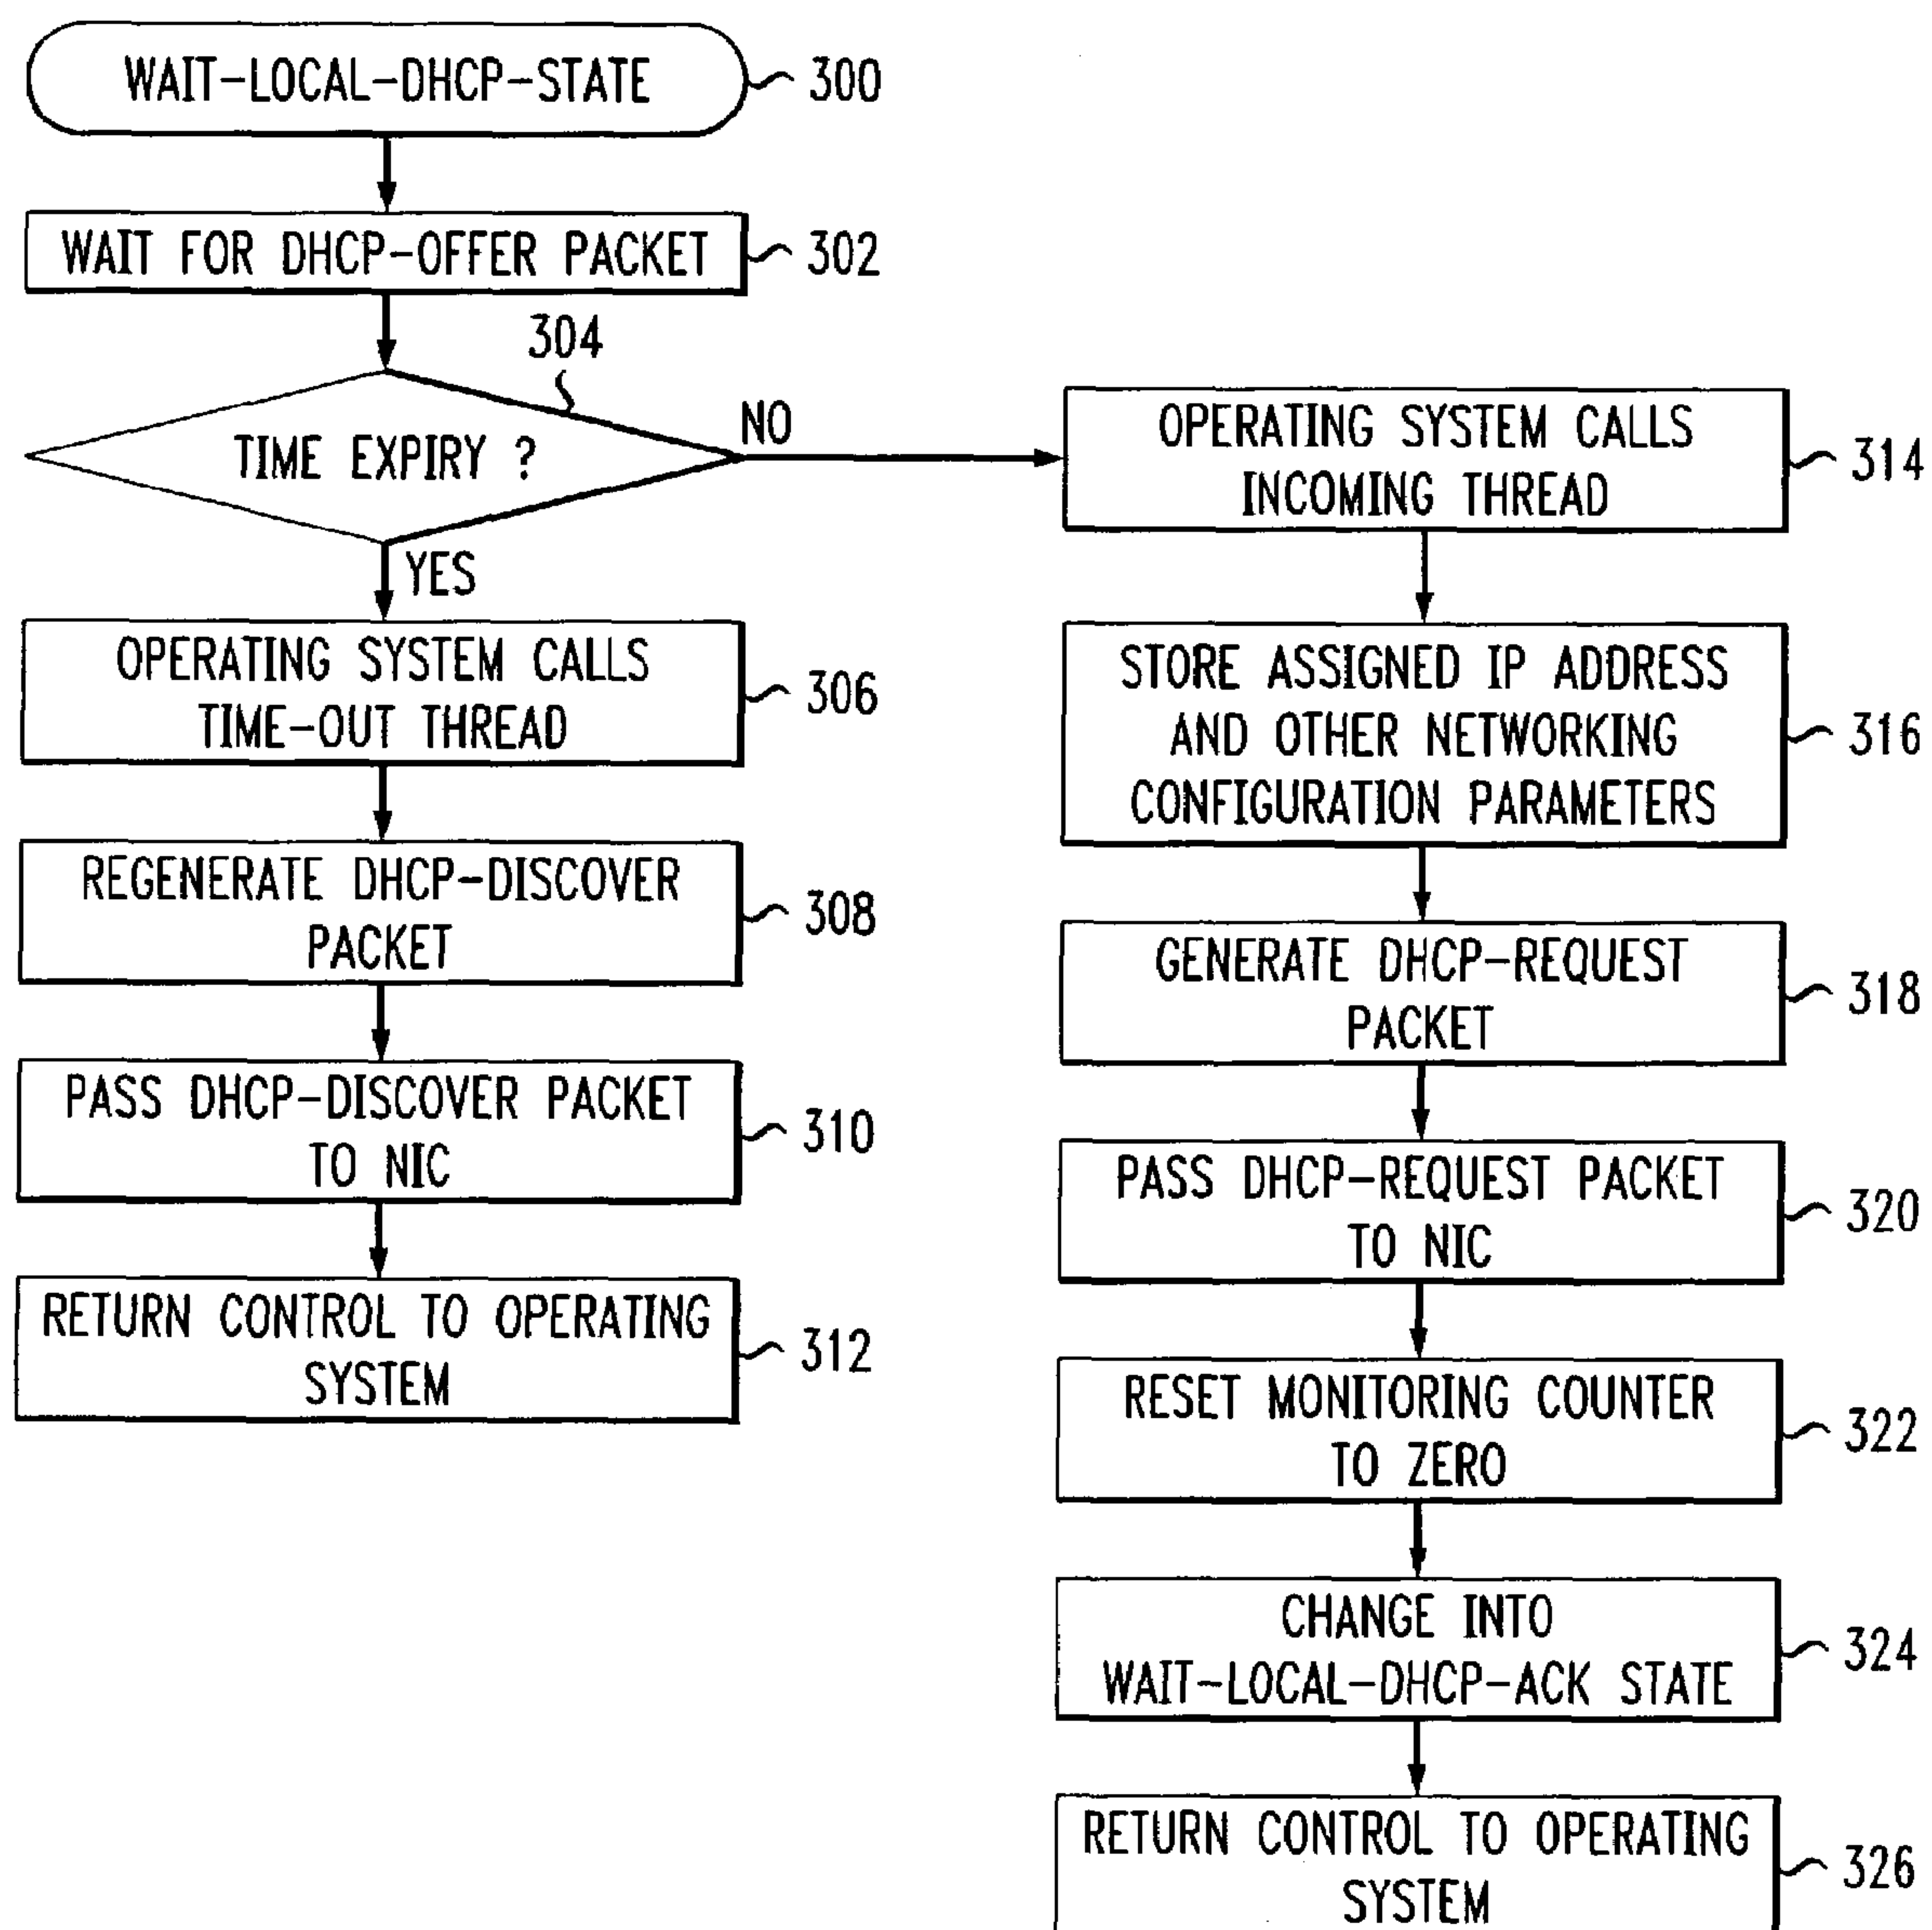 WAIT-LOCAL-DHCP-STATE
300
WAIT FOR DHCP-OFFER PACKET
302
304
TIME EXPIRY ?
NO
YES
OPERATING SYSTEM CALLS
TIME-OUT THREAD
306
REGENERATE DHCP-DISCOVER
PACKET
308
PASS DHCP-DISCOVER PACKET
TO NIC
310
RETURN CONTROL TO OPERATING
SYSTEM
312
OPERATING SYSTEM CALLS
INCOMING THREAD
314
STORE ASSIGNED IP ADDRESS
AND OTHER NETWORKING
CONFIGURATION PARAMETERS
316
GENERATE DHCP-REQUEST
PACKET
318
PASS DHCP-REQUEST PACKET
TO NIC
320
RESET MONITORING COUNTER
TO ZERO
322
CHANGE INTO
WAIT-LOCAL-DHCP-ACK STATE
324
RETURN CONTROL TO OPERATING
SYSTEM
326